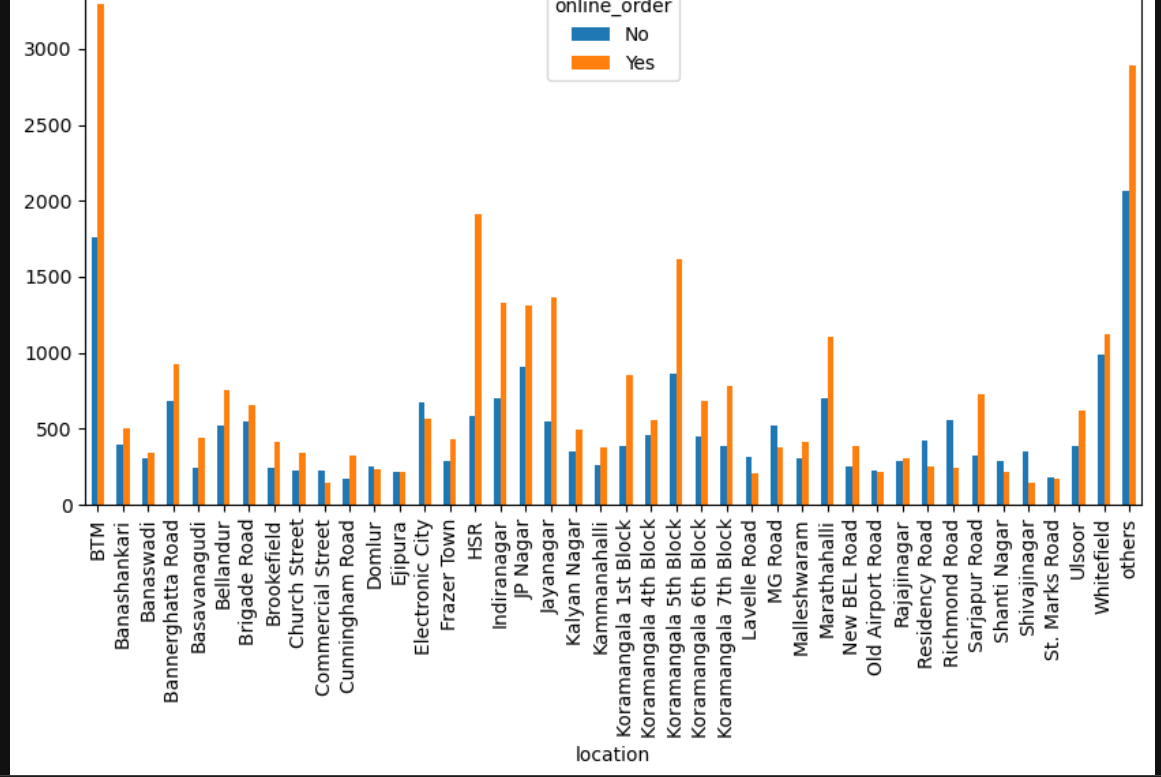 online_order
No
Yes
3000
2500
2000
1500
1000
500
0
BTM
Banashankari
Banaswadi
Bannerghatta Road
Basavanagudi
Bellandur
Brigade Road
Brookefield
Church Street
Commercial Street
Cunningham Road
Domlur
Ejipura
Electronic City
Frazer Town
HSR
Indiranagar
JP Nagar
Jayanagar
Kalyan Nagar
Kammanahalli
Koramangala 1st Block
Koramangala 4th Block
Koramangala 5th Block
Koramangala 6th Block
Koramangala 7th Block
Lavelle Road
MG Road
Malleshwaram
Marathahalli
New BEL Road
Old Airport Road
Rajajinagar
Residency Road
Richmond Road
Sarjapur Road
Shanti Nagar
Shivajinagar
St. Marks Road
Ulsoor
Whitefield
others
location